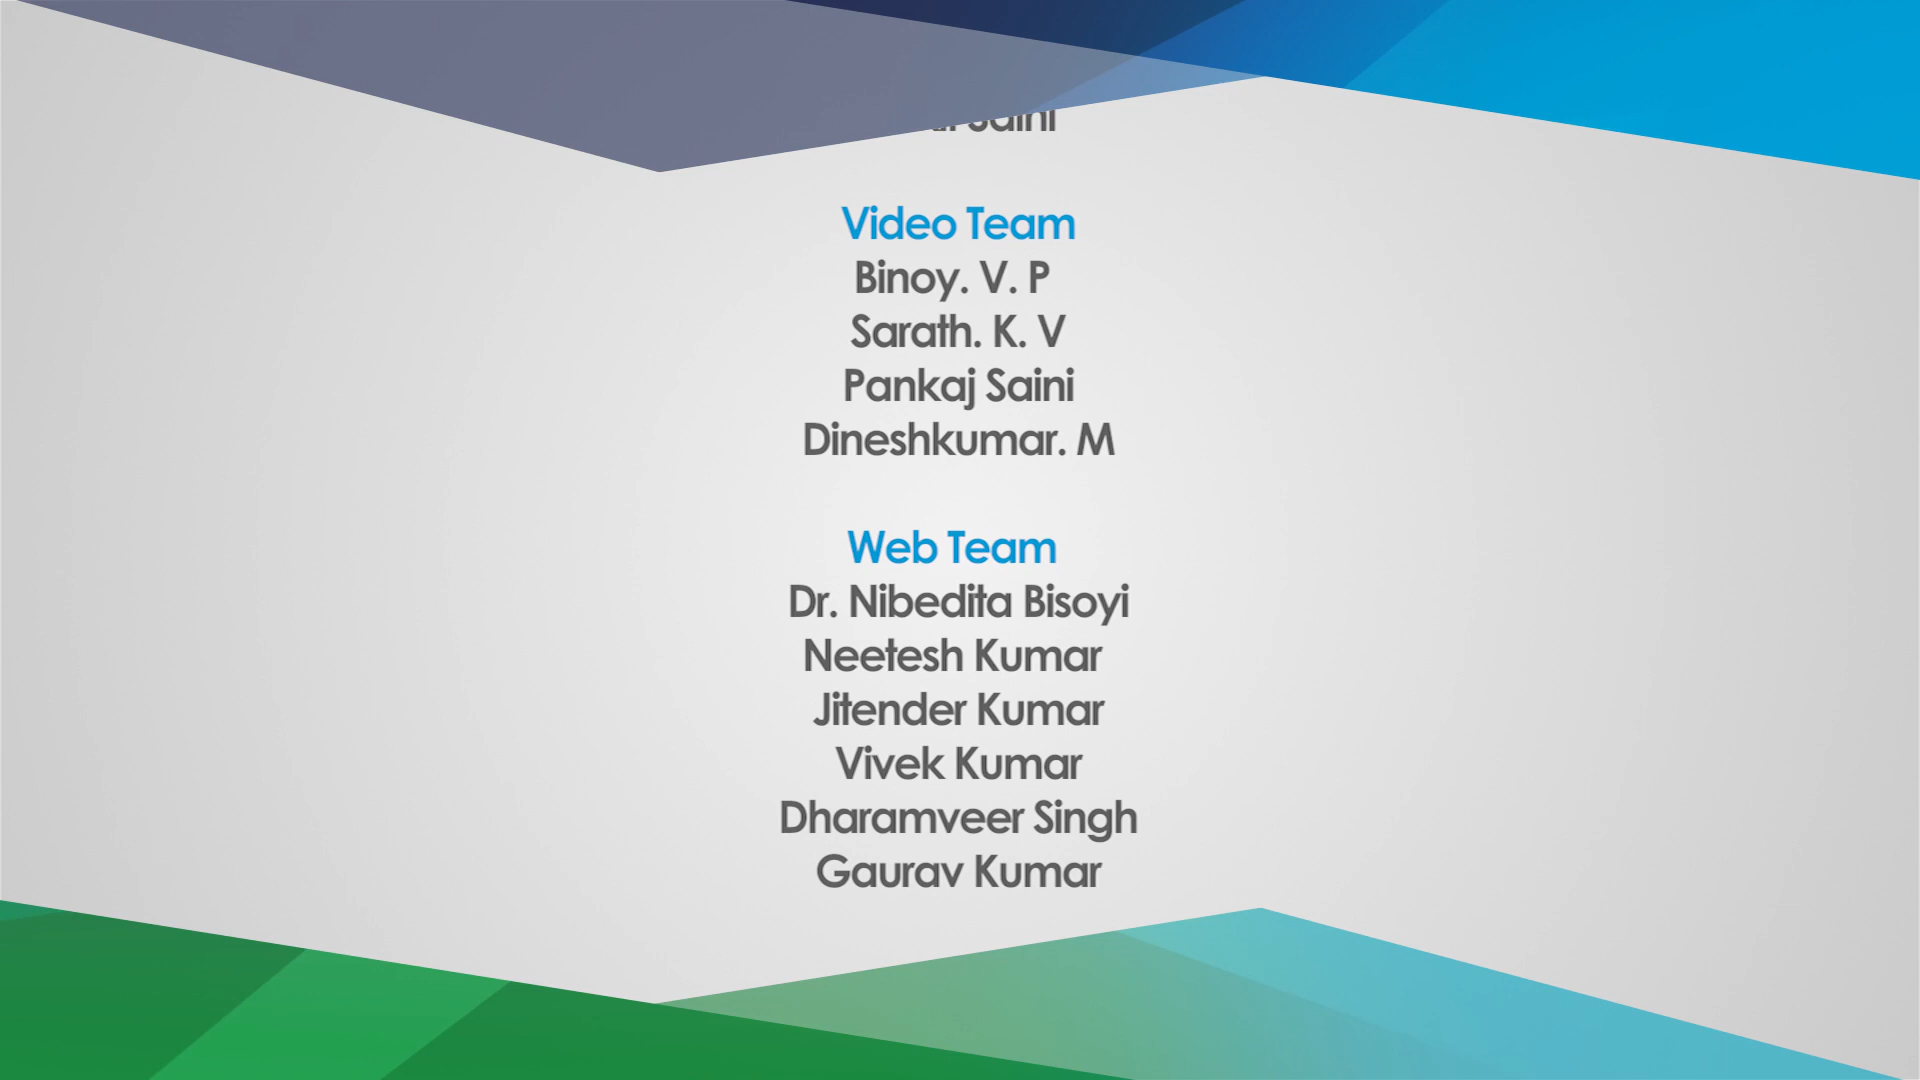 Saini
Video Team
Binoy. V. P
Sarath. K. V
Pankaj Saini
Dineshkumar. M
Web Team
Dr. Nibedita Bisoyi
Neetesh Kumar
Jitender Kumar
Vivek Kumar
Dharamveer Singh
Gaurav Kumar